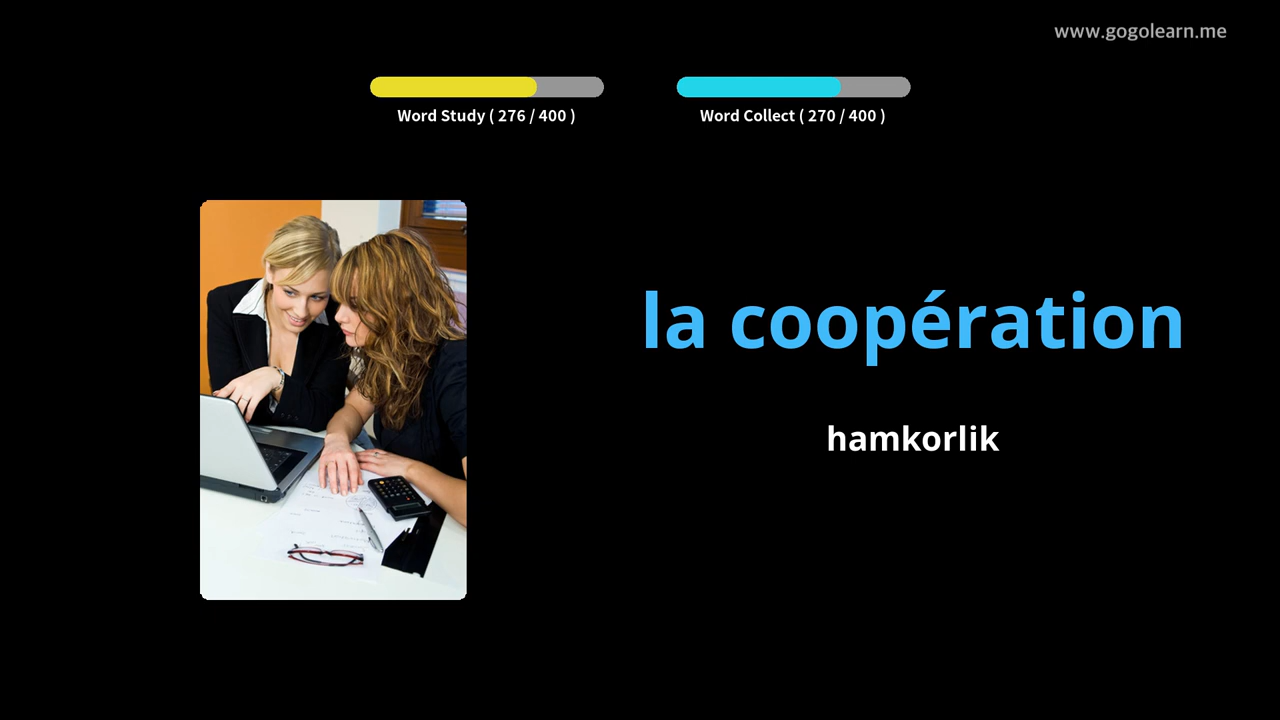 www.gogolearn.me
Word Study ( 276 / 400 )
Word Collect ( 270 / 400 )
la coopération
hamkorlik